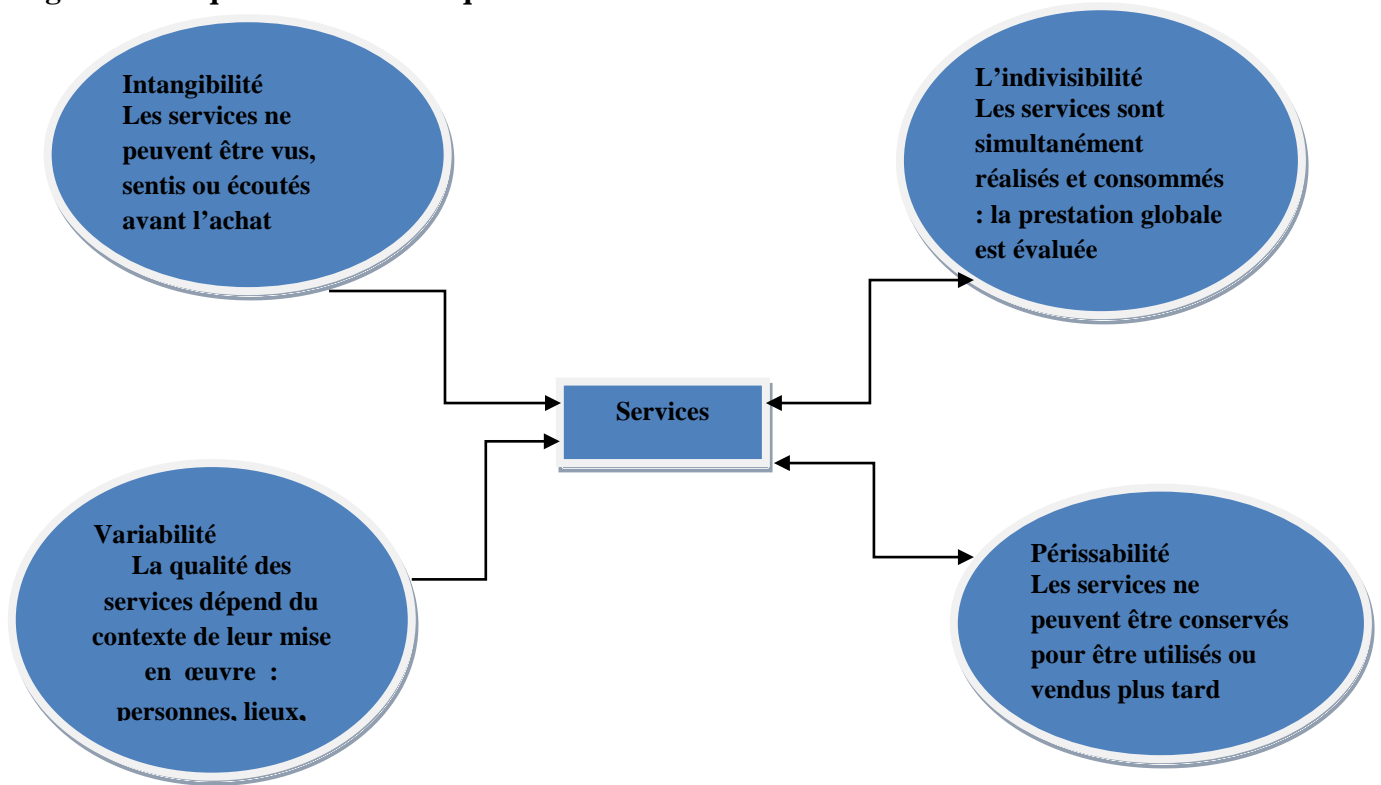 Intangibilité
Les services ne
peuvent être vus,
sentis ou écoutés
avant l’achat
L’indivisibilité
Les services sont
simultanément
réalisés et consommés
: la prestation globale
est évaluée
Services
Variabilité
La qualité des
services dépend du
contexte de leur mise
en œuvre :
personnes, lieux,
Périssabilité
Les services ne
peuvent être conservés
pour être utilisés ou
vendus plus tard